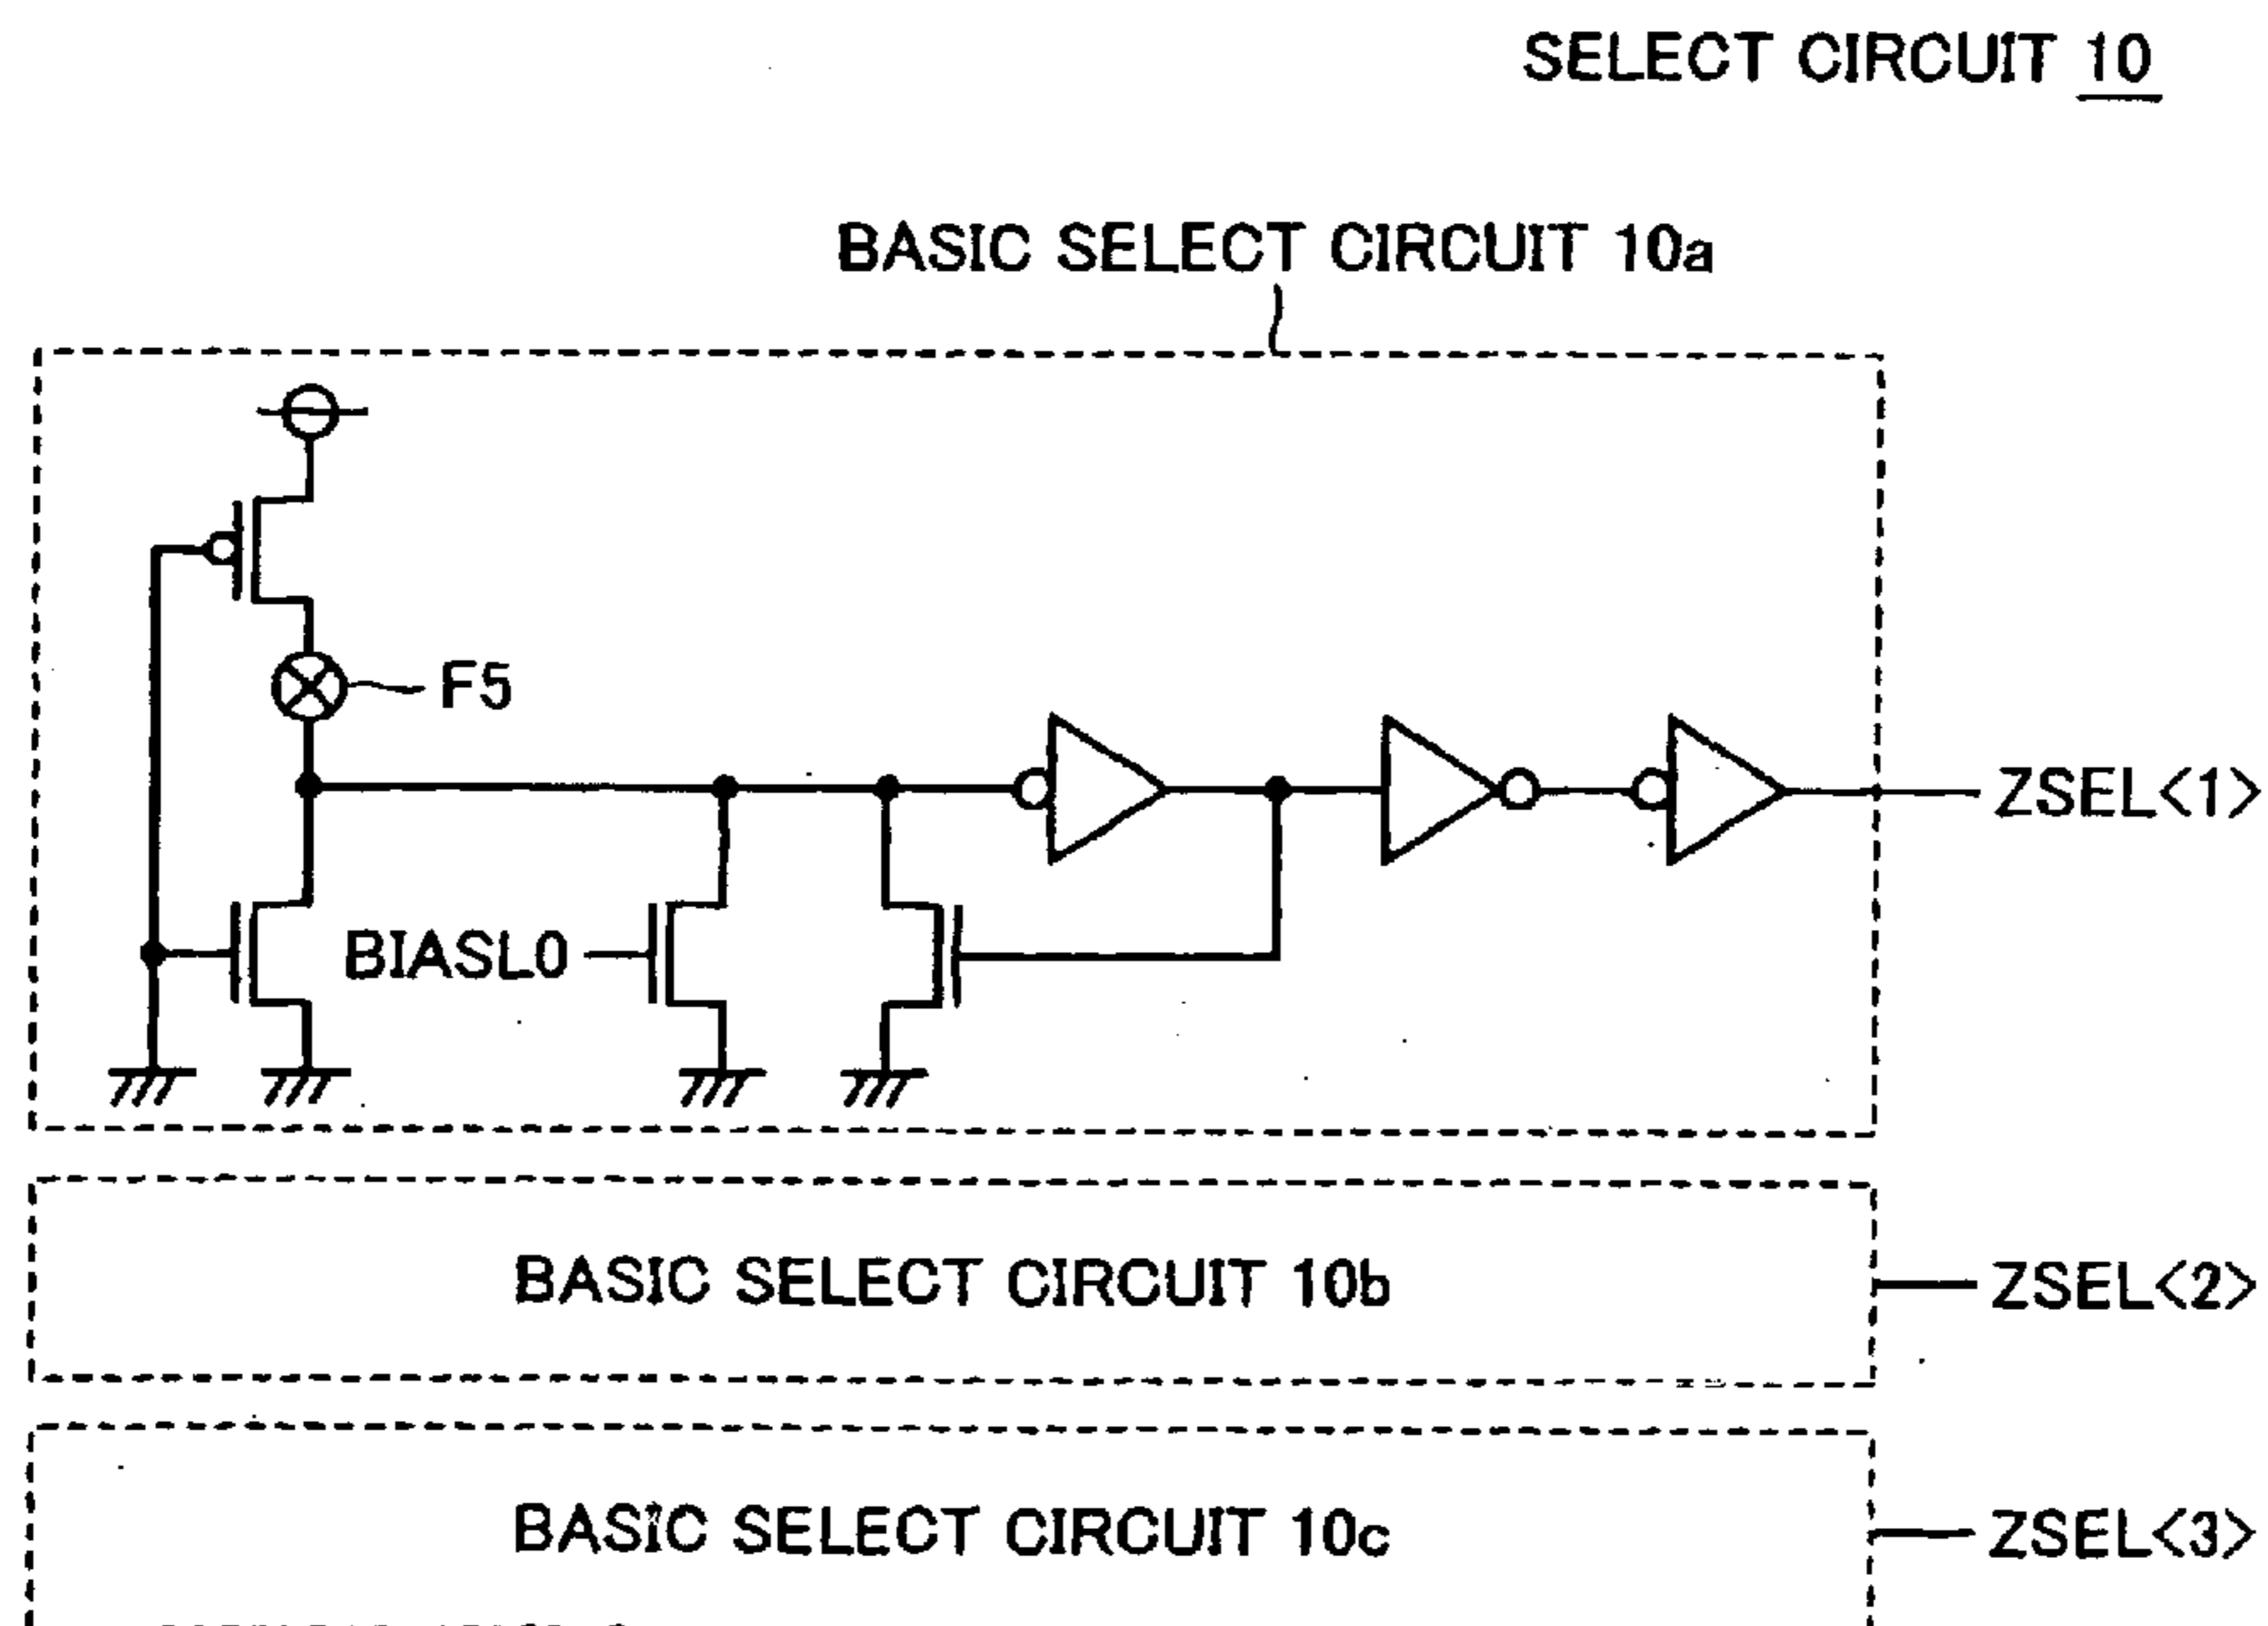 SELECT CIRCUIT 10
BASIC SELECT CIRCUIT 10a
F5
ZSEL<1>
BIASL0
BASIC SELECT CIRCUIT 10b
ZSEL<2>
BASIC SELECT CIRCUIT 10c
ZSEL<3>